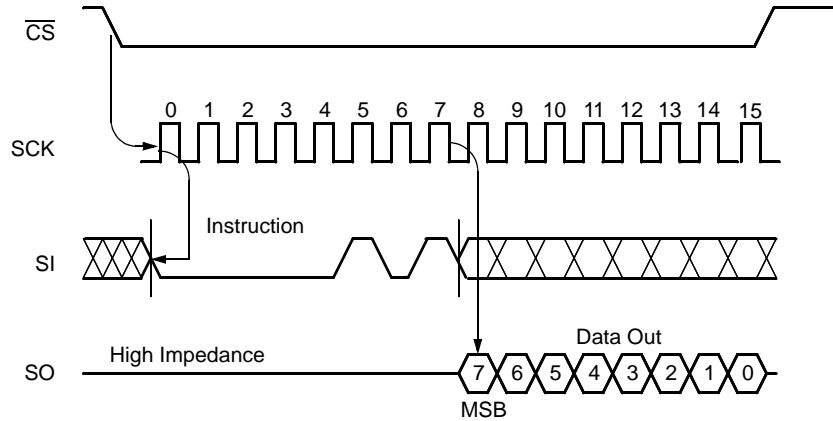 CS
0 1 2 3 4 5 6 7 8 9 10 11 12 13 14 15
SCK
Instruction
SI
High Impedance
Data Out
SO
7 6 5 4 3 2 1 0
MSB